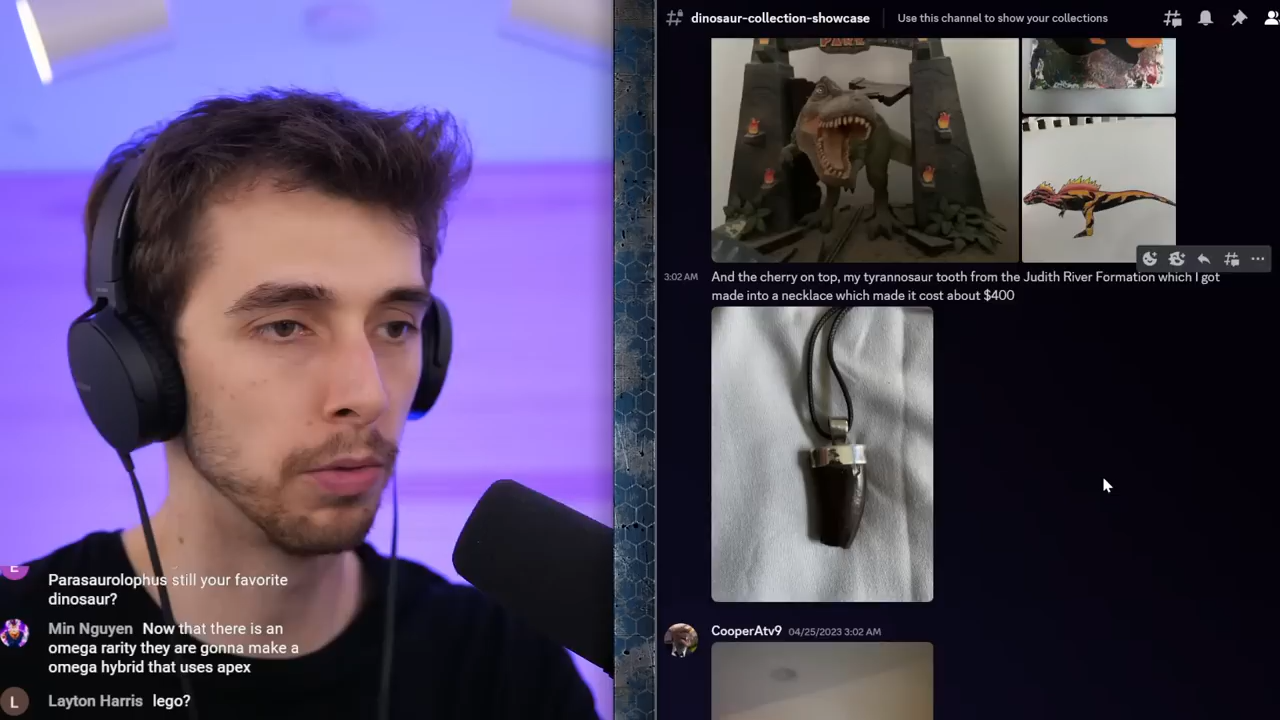 dinosaur-collection-showcase
Use this channel to show your collections
PARK
3:02 AM
And the cherry on top, my tyrannosaur tooth from the Judith River Formation which I got
made into a necklace which made it cost about $400
CooperAtv9 04/25/2023 3:02 AM
E
Parasaurolophus still your favorite
dinosaur?
Min Nguyen Now that there is an
omega rarity they are gonna make a
omega hybrid that uses apex
L
Layton Harris lego?